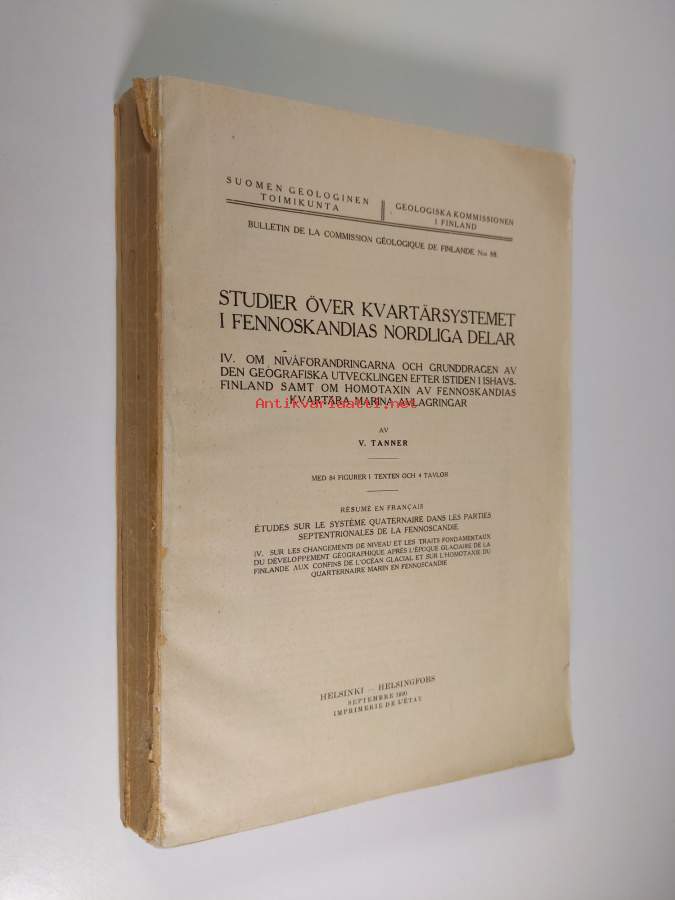 SUOMEN GEOLOGINEN
TOIMIKUNTA
GEOLOGISKA KOMMISSIONEN
I FINLAND
BULLETIN DE LA COMMISSION GÉOLOGIQUE DE FINLANDE N:o 88
STUDIER ÖVER KVARTÄRSYSTEMET
I FENNOSKANDIAS NORDLIGA DELAR
IV. OM NIVÅFÖRÄNDRINGARNA OCH GRUNDDRAGEN AV
DEN GEOGRAFISKA UTVECKLINGEN EFTER ISTIDEN I ISHAVS-
FINLAND SAMT OM HOMOTAXIN AV FENNOSKANDIAS
KVARTÄRA MARINA AVLAGRINGAR
Antikvariaatti.net
AV
V. TANNER
MED 84 FIGURER I TEXTEN OCH 4 TAVLOR
RÉSUMÉ EN FRANÇAIS
ÉTUDES SUR LE SYSTÈME QUATERNAIRE DANS LES PARTIES
SEPTENTRIONALES DE LA FENNOSCANDIE
IV. SUR LES CHANGEMENTS DE NIVEAU ET LES TRAITS FONDAMENTAUX
DU DÉVELOPPEMENT GÉOGRAPHIQUE APRÈS L'ÉPOQUE GLACIAIRE DE LA
FINLANDE AUX CONFINS DE L'OCÉAN GLACIAL ET SUR L'HOMOTAXIE DU
QUARTERNAIRE MARIN EN FENNOSCANDIE
HELSINKI — HELSINGFORS
SEPTEMBRE 1930
IMPRIMERIE DE L'ÉTAT